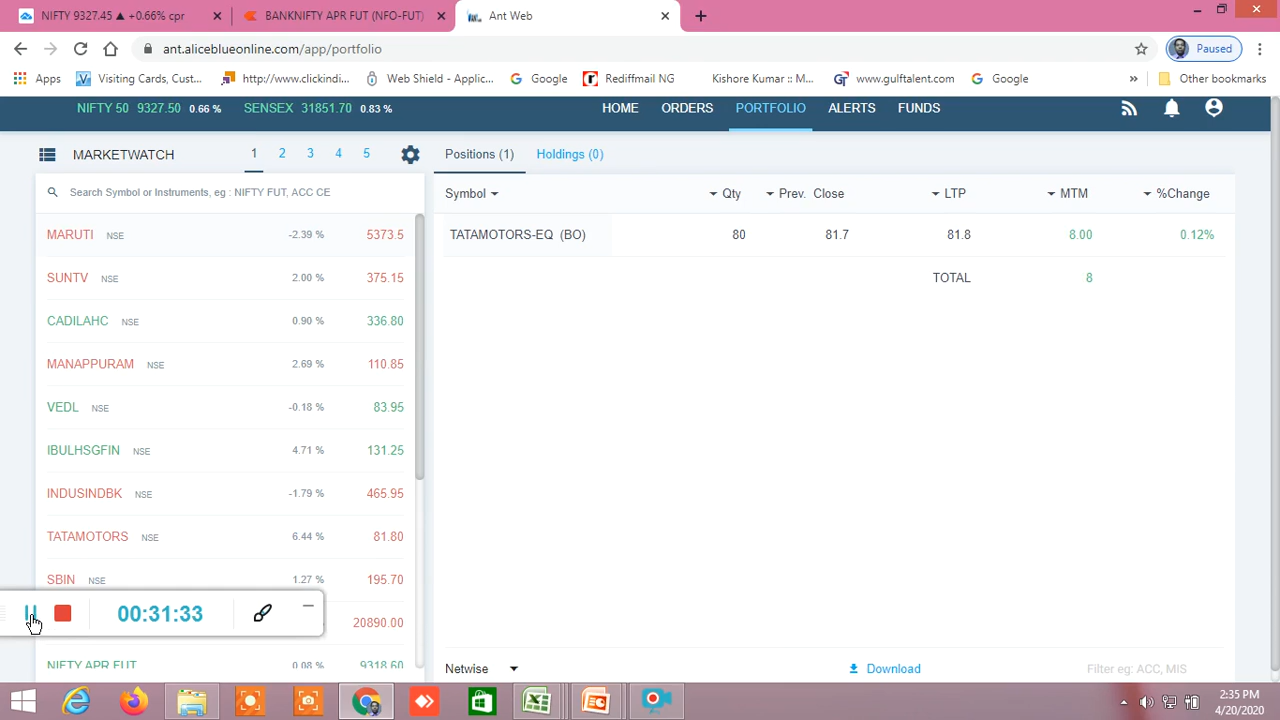 NIFTY 9327.45 ▲ +0.66% cpr
BANKNIFTY APR FUT (NFO-FUT)
Ant Web
ant.aliceblueonline.com/app/portfolio
Paused
Apps
Visiting Cards, Cust...
http://www.clickindi...
Web Shield - Applic...
Google
Rediffmail NG
Kishore Kumar :: M...
www.gulftalent.com
Google
»
Other bookmarks
NIFTY 50 9327.50 0.66 %
SENSEX 31851.70 0.83 %
HOME
ORDERS
PORTFOLIO
ALERTS
FUNDS
MARKETWATCH
1 2 3 4 5
Positions (1)
Holdings (0)
Search Symbol or Instruments, eg : NIFTY FUT, ACC CE
Symbol Qty Prev. Close LTP MTM %Change
MARUTI NSE -2.39 % 5373.5
TATAMOTORS-EQ (BO) 80 81.7 81.8 8.00 0.12%
SUNTV NSE 2.00 % 375.15
TOTAL 8
CADILAHC NSE 0.90 % 336.80
MANAPPURAM NSE 2.69 % 110.85
VEDL NSE -0.18 % 83.95
IBULHSGFIN NSE 4.71 % 131.25
INDUSINDBK NSE -1.79 % 465.95
TATAMOTORS NSE 6.44 % 81.80
SBIN NSE 1.27 % 195.70
00:31:33
20890.00
NIFTY APR FUT 0.08 % 9318.60
Netwise
Download
Filter eg: ACC, MIS
2:35 PM
4/20/2020